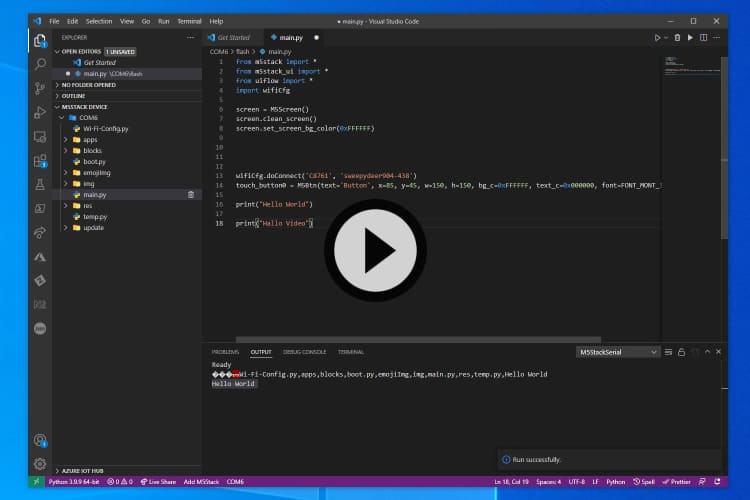 File Edit Selection View Go Run Terminal Help
● main.py - Visual Studio Code
EXPLORER
OPEN EDITORS 1 UNSAVED
Get Started
main.py \COM6\flash
NO FOLDER OPENED
OUTLINE
M5STACK DEVICE
COM6
Wi-Fi-Config.py
apps
blocks
boot.py
emojiImg
img
main.py
res
temp.py
update
AZURE IOT HUB
Get Started main.py
COM6 > flash > main.py
1 from m5stack import *
2 from m5stack_ui import *
3 from uiflow import *
4 import wifiCfg
5
6 screen = M5Screen()
7 screen.clean_screen()
8 screen.set_screen_bg_color(0xFFFFFF)
9
10
11
12
13 wifiCfg.doConnect('C8761', 'sweepydeer904-438')
14 touch_button0 = M5Btn(text='Button', x=85, y=45, w=150, h=150, bg_c=0xFFFFFF, text_c=0x000000, font=FONT_MONT_1
15
16 print("Hello World")
17
18 print("Hallo Video")
PROBLEMS OUTPUT DEBUG CONSOLE TERMINAL
M5StackSerial
Ready
Wi-Fi-Config.py,apps,blocks,boot.py,emojiImg,img,main.py,res,temp.py,Hello World
Hello World
Run successfully.
Python 3.9.9 64-bit 0 0 Live Share Add M5Stack COM6
Ln 18, Col 19 Spaces: 4 UTF-8 LF Python Spell Prettier